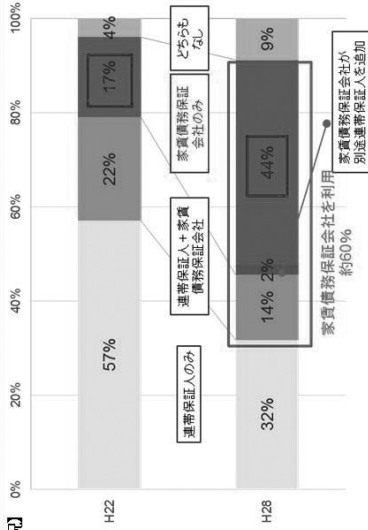 100%
80%
60%
40%
20%
0%
H22
57%
22%
17%
4%
連帯保証人のみ
連帯保証人+家賃
債務保証会社
家賃債務保証
会社のみ
どちらも
なし
H28
32%
14%
2%
44%
9%
家賃債務保証会社を利用
約60%
家賃債務保証会社が
別途連帯保証人を追加